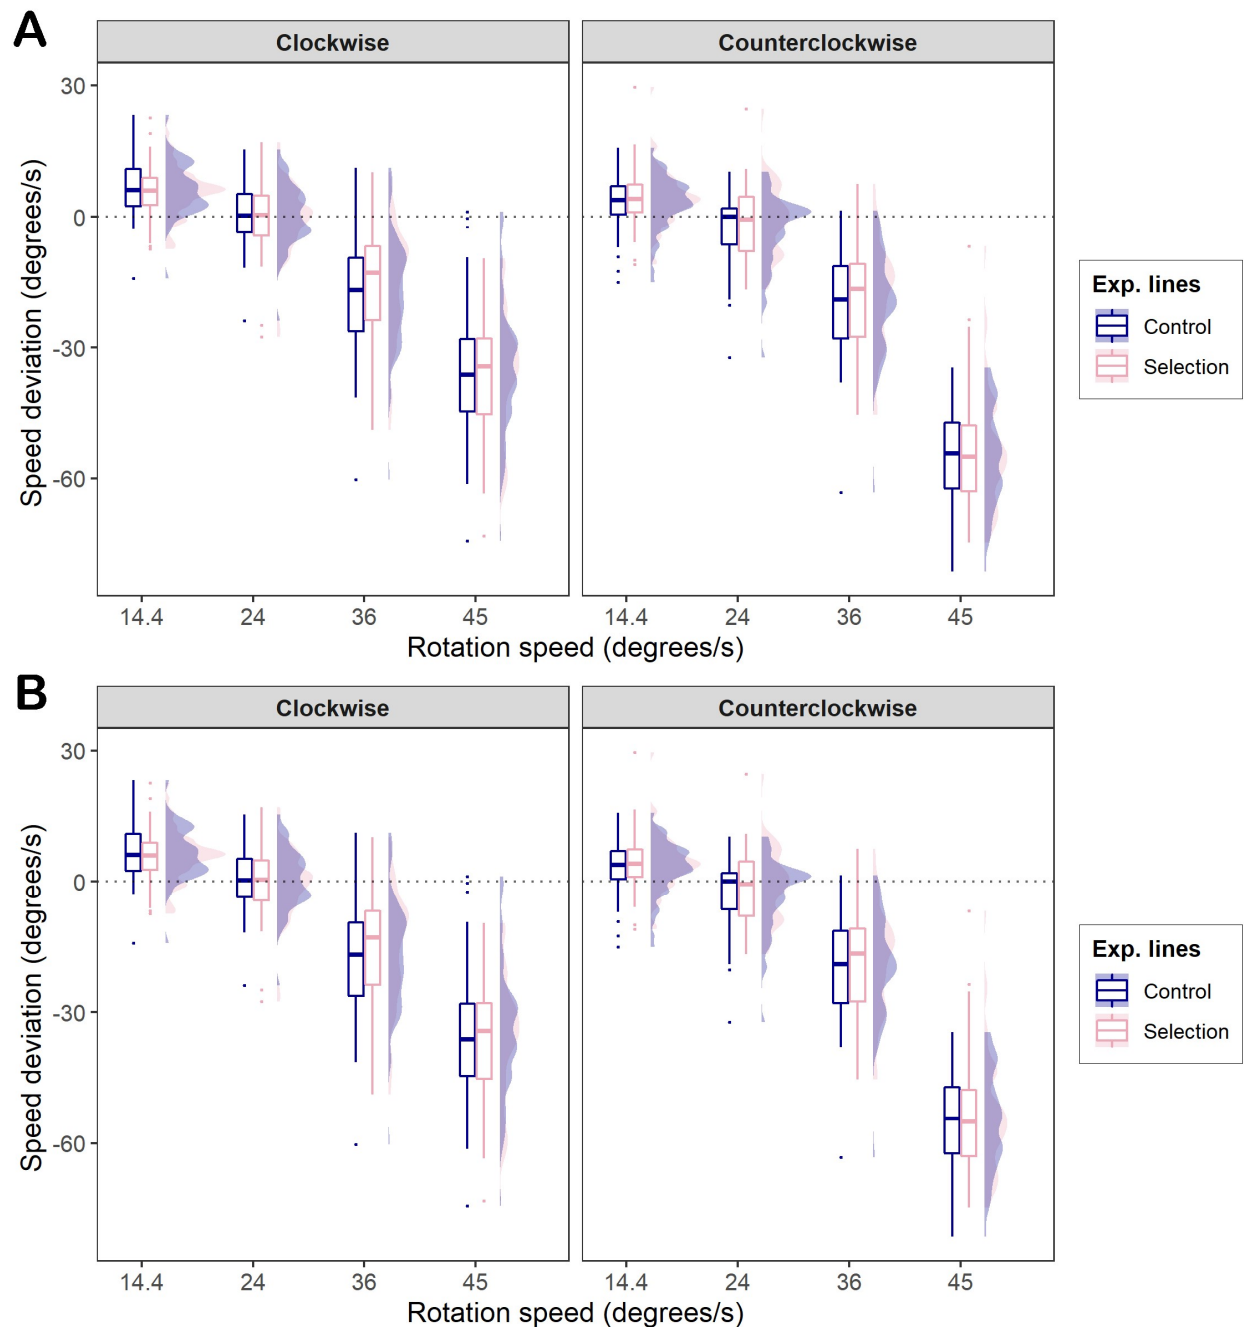 A
Clockwise Counterclockwise
30
0
-30
-60
Speed deviation (degrees/s)
14.4 24 36 45 14.4 24 36 45
Rotation speed (degrees/s)
Exp. lines
Control
Selection
B
Clockwise Counterclockwise
30
0
-30
-60
Speed deviation (degrees/s)
14.4 24 36 45 14.4 24 36 45
Rotation speed (degrees/s)
Exp. lines
Control
Selection